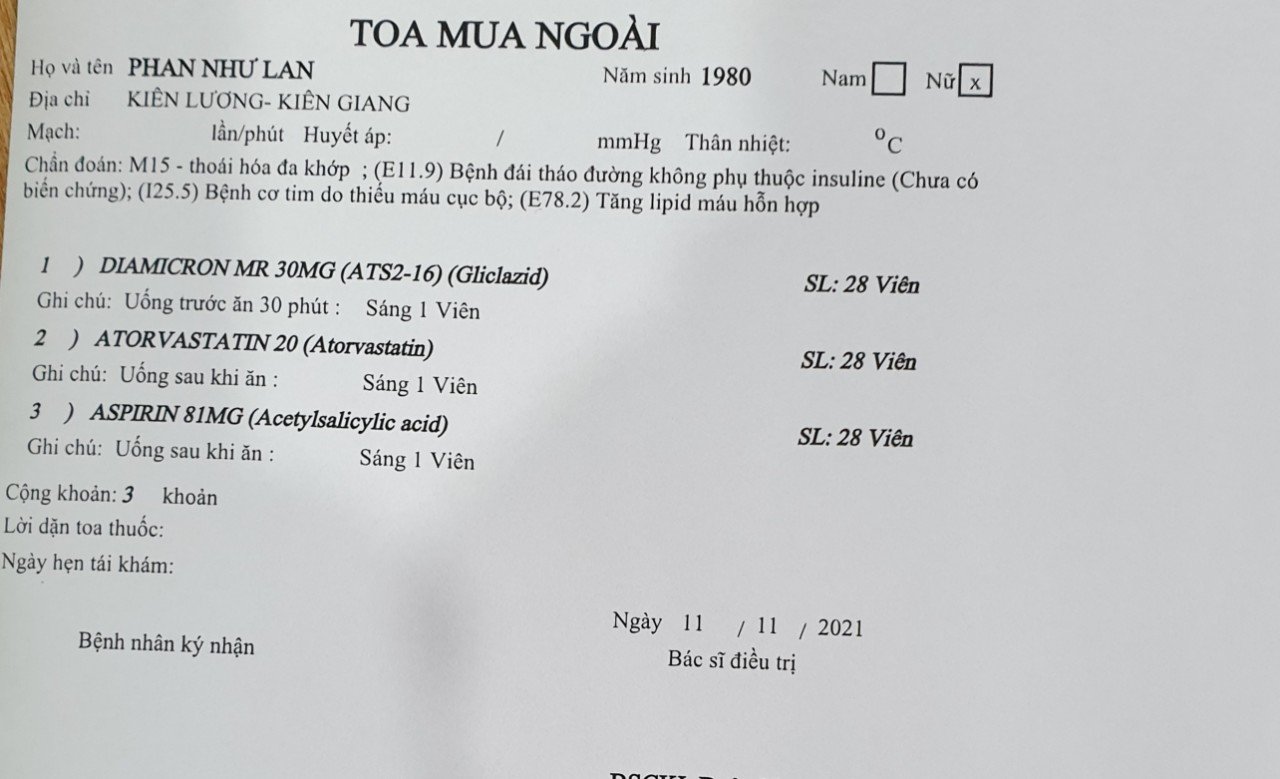 TOA MUA NGOÀI
Họ và tên PHAN NHƯ LAN Năm sinh 1980 Nam Nữ x
Địa chỉ KIÊN LƯƠNG- KIÊN GIANG
Mạch: lần/phút Huyết áp: / mmHg Thân nhiệt: °C
Chẩn đoán: M15 - thoái hóa đa khớp ; (E11.9) Bệnh đái tháo đường không phụ thuộc insuline (Chưa có
biến chứng); (I25.5) Bệnh cơ tim do thiếu máu cục bộ; (E78.2) Tăng lipid máu hỗn hợp
1 ) DIAMICRON MR 30MG (ATS2-16) (Gliclazid) SL: 28 Viên
Ghi chú: Uống trước ăn 30 phút : Sáng 1 Viên
2 ) ATORVASTATIN 20 (Atorvastatin) SL: 28 Viên
Ghi chú: Uống sau khi ăn : Sáng 1 Viên
3 ) ASPIRIN 81MG (Acetylsalicylic acid) SL: 28 Viên
Ghi chú: Uống sau khi ăn : Sáng 1 Viên
Cộng khoản: 3 khoản
Lời dặn toa thuốc:
Ngày hẹn tái khám:
Ngày 11 / 11 / 2021
Bệnh nhân ký nhận Bác sĩ điều trị